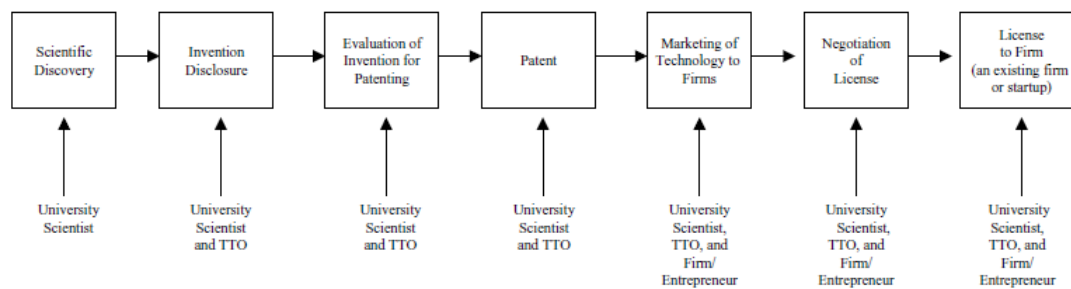 Scientific
Discovery
Invention
Disclosure
Evaluation of
Invention for
Patenting
Patent
Marketing of
Technology to
Firms
Negotiation
of
License
License
to Firm
(an existing firm
or startup)
University
Scientist
University
Scientist
and TTO
University
Scientist
and TTO
University
Scientist
and TTO
University
Scientist,
TTO, and
Firm/
Entrepreneur
University
Scientist,
TTO, and
Firm/
Entrepreneur
University
Scientist,
TTO, and
Firm/
Entrepreneur